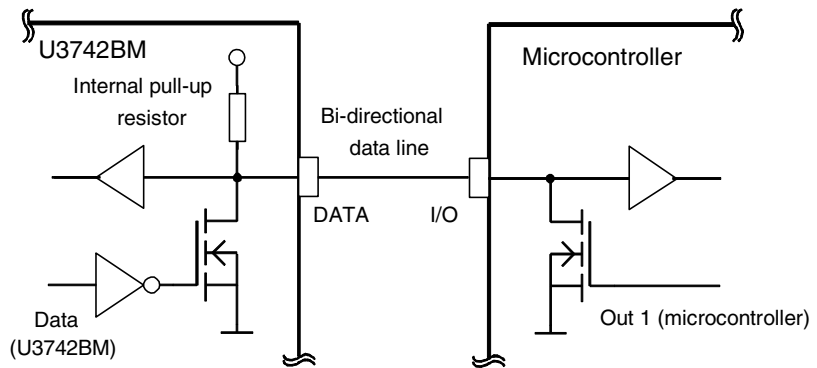 U3742BM
Microcontroller
Internal pull-up
resistor
Bi-directional
data line
DATA
I/O
Data
(U3742BM)
Out 1 (microcontroller)